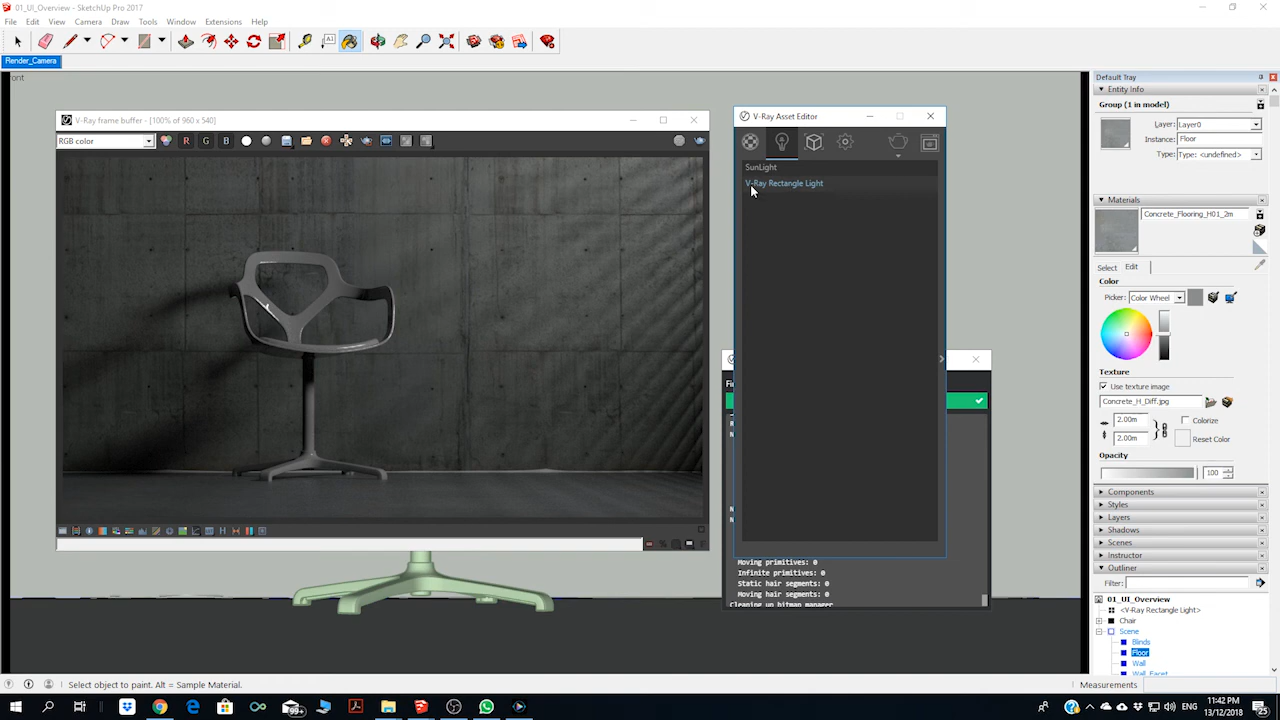 01_UI_Overview - SketchUp Pro 2017
File Edit View Camera Draw Tools Window Extensions Help
Render_Camera
ont
V-Ray frame buffer - [100% of 960 x 540]
RGB color
R G B
V-Ray Asset Editor
SunLight
V-Ray Rectangle Light
Moving primitives: 0
Infinite primitives: 0
Static hair segments: 0
Moving hair segments: 0
Cleaning up bitmap manager
Default Tray
Entity Info
Group (1 in model)
Layer: Layer0
Instance: Floor
Type: Type: <undefined>
Materials
Concrete_Flooring_H01_2m
Select Edit
Color
Picker: Color Wheel
Texture
Use texture image
Concrete_H_Diff.jpg
2.00m Colorize
2.00m Reset Color
Opacity
100
Components
Styles
Layers
Shadows
Scenes
Instructor
Outliner
Filter:
01_UI_Overview
<V-Ray Rectangle Light>
Chair
Scene
Blinds
Floor
Wall
Wall_Facet
Select object to paint. Alt = Sample Material.
Measurements
ENG
11:42 PM
13/12/2018
25